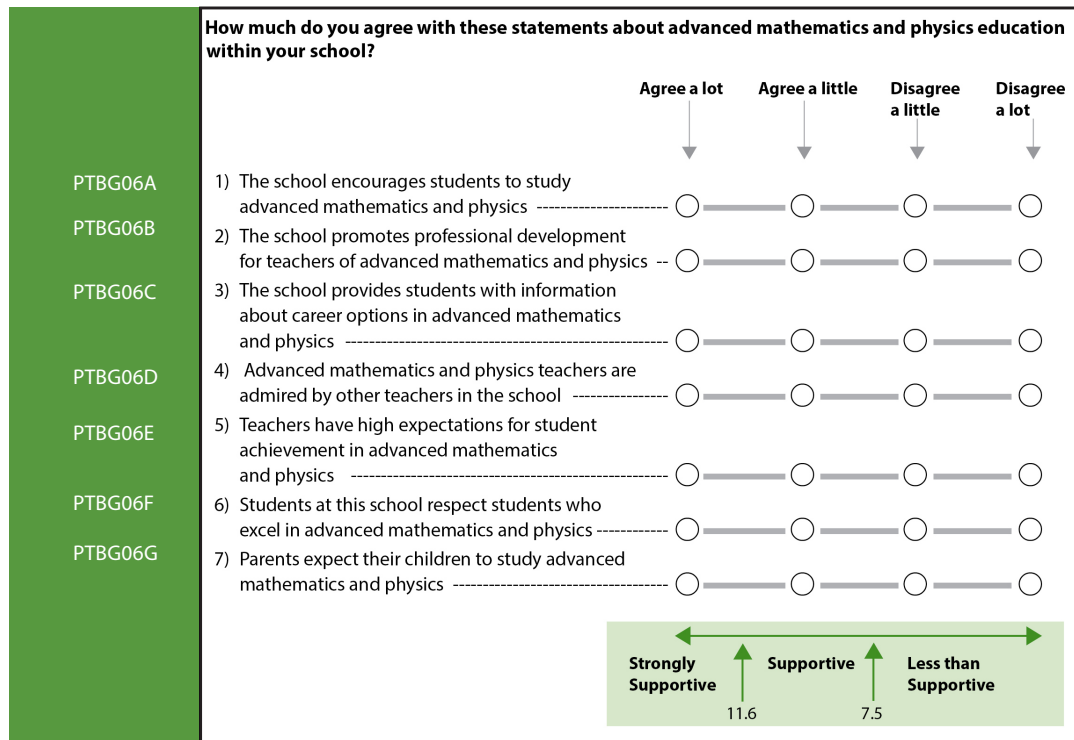 How much do you agree with these statements about advanced mathematics and physics education
within your school?
Agree a lot
Agree a little
Disagree
a little
Disagree
a lot
PTBG06A
1) The school encourages students to study
advanced mathematics and physics
PTBG06B
2) The school promotes professional development
for teachers of advanced mathematics and physics
PTBG06C
3) The school provides students with information
about career options in advanced mathematics
and physics
PTBG06D
4) Advanced mathematics and physics teachers are
admired by other teachers in the school
PTBG06E
5) Teachers have high expectations for student
achievement in advanced mathematics
and physics
PTBG06F
6) Students at this school respect students who
excel in advanced mathematics and physics
PTBG06G
7) Parents expect their children to study advanced
mathematics and physics
Strongly
Supportive
Supportive
Less than
Supportive
11.6
7.5